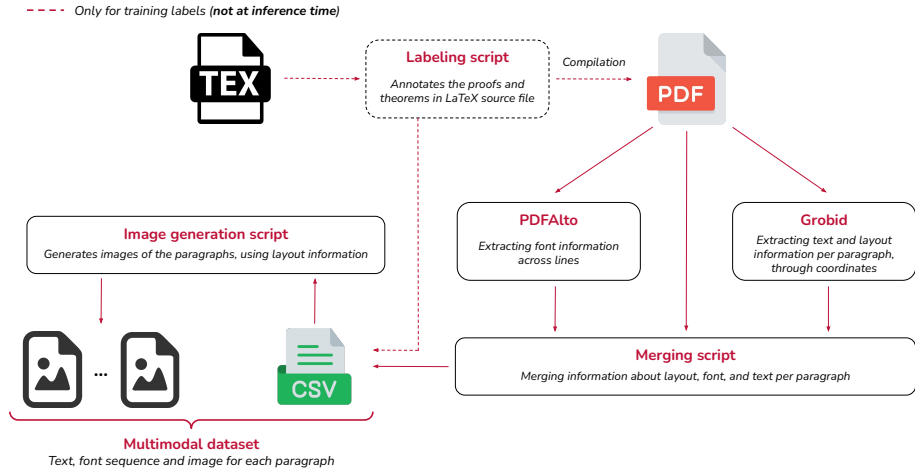 Only for training labels (not at inference time)
TEX
Labeling script
Annotates the proofs and
theorems in LaTeX source file
Compilation
PDF
PDFAlto
Extracting font information
across lines
Grobid
Extracting text and layout
information per paragraph,
through coordinates
Image generation script
Generates images of the paragraphs, using layout information
...
CSV
Merging script
Merging information about layout, font, and text per paragraph
Multimodal dataset
Text, font sequence and image for each paragraph